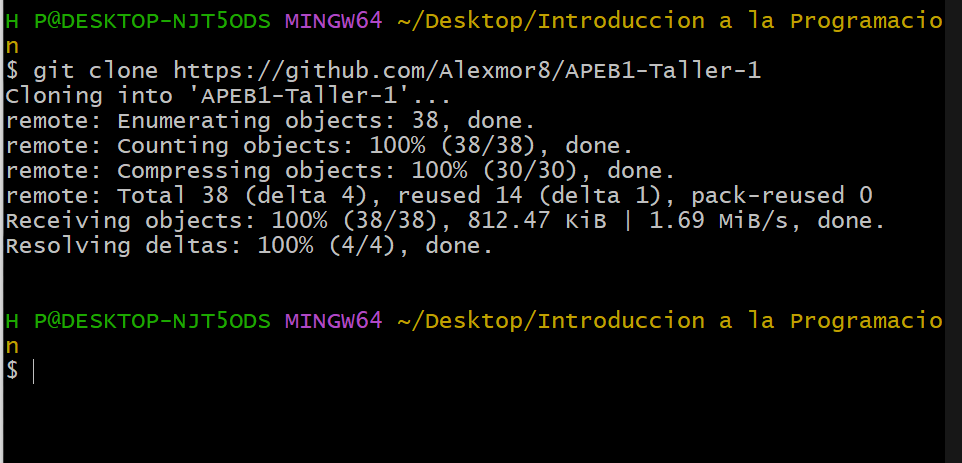 H P@DESKTOP-NJT5ODS MINGW64 ~/Desktop/Introduccion a la Programacio
n
$ git clone https://github.com/Alexmor8/APEB1-Taller-1
Cloning into 'APEB1-Taller-1'...
remote: Enumerating objects: 38, done.
remote: Counting objects: 100% (38/38), done.
remote: Compressing objects: 100% (30/30), done.
remote: Total 38 (delta 4), reused 14 (delta 1), pack-reused 0
Receiving objects: 100% (38/38), 812.47 KiB | 1.69 MiB/s, done.
Resolving deltas: 100% (4/4), done.
H P@DESKTOP-NJT5ODS MINGW64 ~/Desktop/Introduccion a la Programacio
n
$